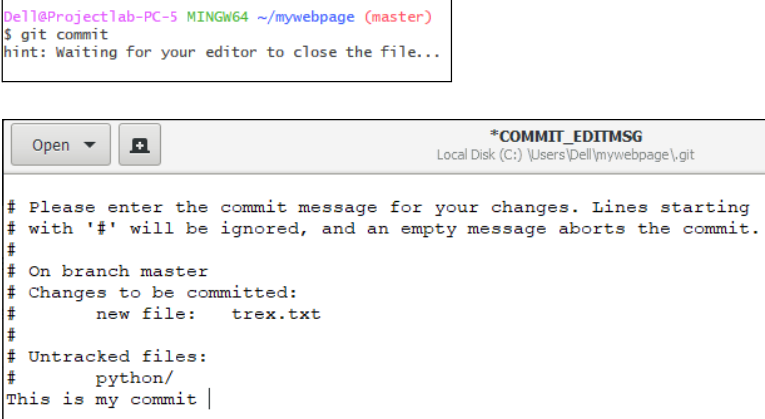 Dell@Projectlab-PC-5 MINGW64 ~/mywebpage (master)
$ git commit
hint: Waiting for your editor to close the file...
Open
*COMMIT_EDITMSG
Local Disk (C:) \Users\Dell\mywebpage\.git
# Please enter the commit message for your changes. Lines starting
# with '#' will be ignored, and an empty message aborts the commit.
#
# On branch master
# Changes to be committed:
#       new file:   trex.txt
#
# Untracked files:
#       python/
This is my commit